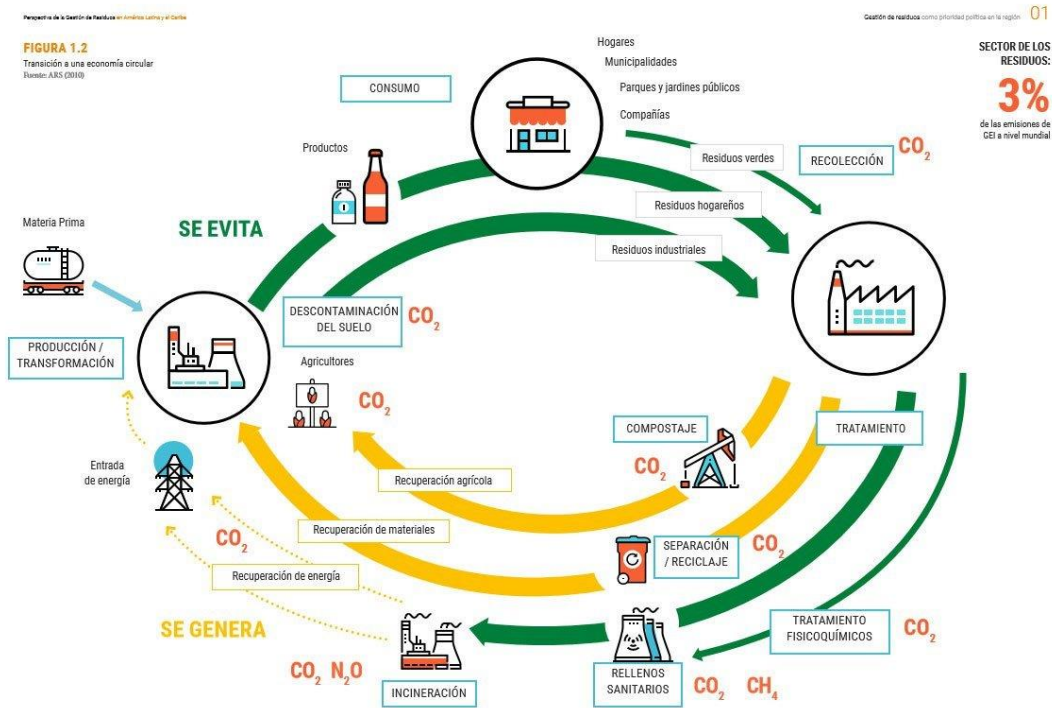 Perspectiva de la Gestión de Residuos en América Latina y el Caribe
Gestión de residuos como prioridad política en la región 01
FIGURA 1.2
Transición a una economía circular
Fuente: ARS (2010)
SECTOR DE LOS
RESIDUOS:
3%
de las emisiones de
GEI a nivel mundial
Hogares
Municipalidades
Parques y jardines públicos
Compañías
CONSUMO
Productos
Residuos verdes
RECOLECCIÓN
CO2
Residuos hogareños
Residuos industriales
SE EVITA
Materia Prima
DESCONTAMINACIÓN
DEL SUELO
CO2
PRODUCCIÓN /
TRANSFORMACIÓN
Agricultores
CO2
COMPOSTAJE
CO2
TRATAMIENTO
Entrada
de energía
Recuperación agrícola
Recuperación de materiales
CO2
SEPARACIÓN
/ RECICLAJE
CO2
Recuperación de energía
SE GENERA
TRATAMIENTO
FISICOQUÍMICOS
CO2
CO2 N2O
INCINERACIÓN
RELLENOS
SANITARIOS
CO2 CH4